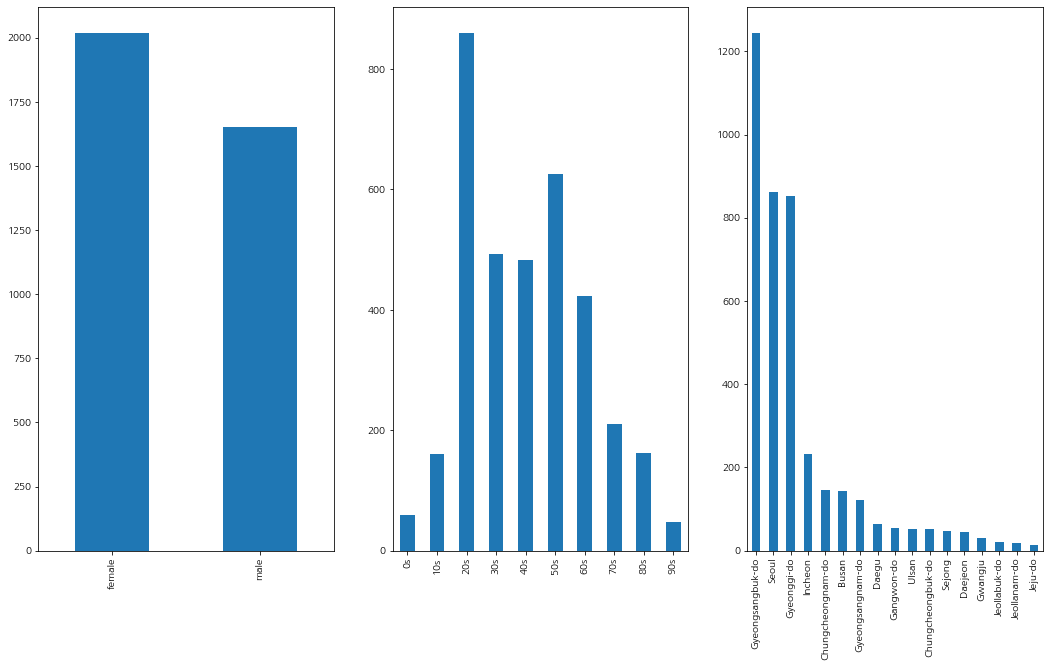 2000
1750
1500
1250
1000
750
500
250
0
female
male
800
600
400
200
0
0s
10s
20s
30s
40s
50s
60s
70s
80s
90s
1200
1000
800
600
400
200
0
Gyeongsangbuk-do
Seoul
Gyeonggi-do
Incheon
Chungcheongnam-do
Busan
Gyeongsangnam-do
Daegu
Gangwon-do
Ulsan
Chungcheongbuk-do
Sejong
Daejeon
Gwangju
Jeollabuk-do
Jeollanam-do
Jeju-do